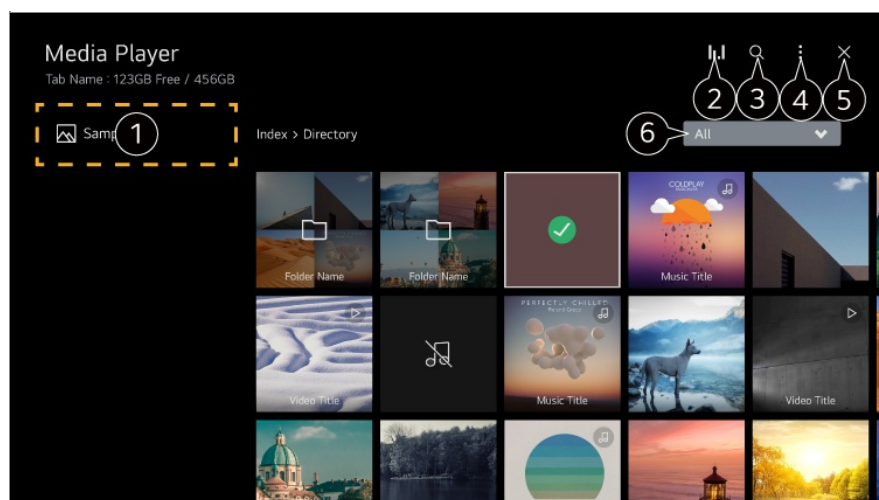 Media Player
Tab Name : 123GB Free / 456GB
2
3
4
5
1
Index > Directory
6
All
Folder Name
Folder Name
COLDPLAY
Music Title
Video Title
PERFECTLY CHILLED
Music Title
Video Title